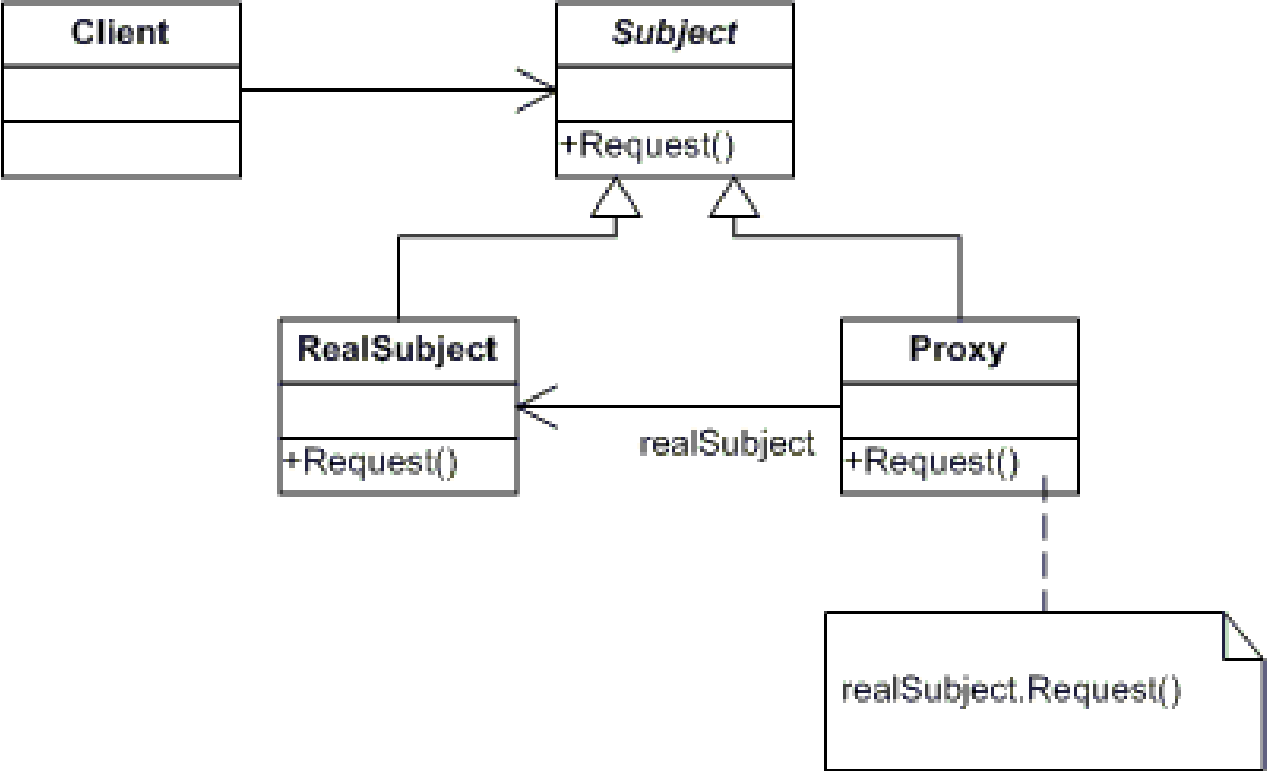 Client
Subject
+Request()
RealSubject
+Request()
realSubject
Proxy
+Request()
realSubject.Request()